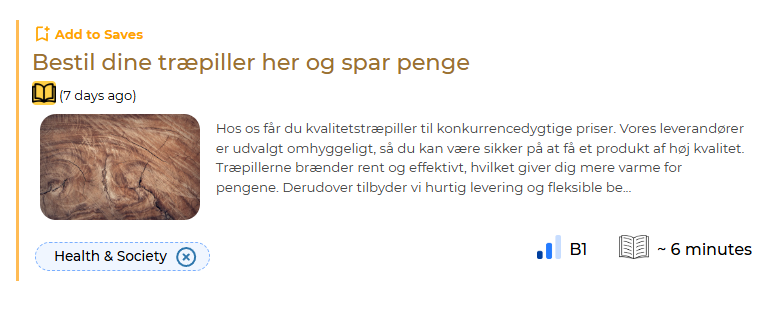 Add to Saves
Bestil dine træpiller her og spar penge
(7 days ago)
Hos os får du kvalitetstræpiller til konkurrencedygtige priser. Vores leverandører
er udvalgt omhyggeligt, så du kan være sikker på at få et produkt af høj kvalitet.
Træpillerne brænder rent og effektivt, hvilket giver dig mere varme for
pengene. Derudover tilbyder vi hurtig levering og fleksible be...
Health & Society
B1
~ 6 minutes